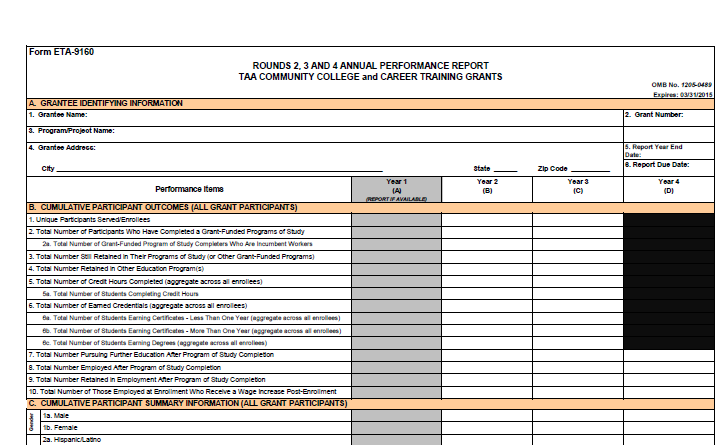 Form ETA-9160
ROUNDS 2, 3 AND 4 ANNUAL PERFORMANCE REPORT
TAA COMMUNITY COLLEGE and CAREER TRAINING GRANTS
OMB No. 1205-0489
Expires: 03/31/2015
A. GRANTEE IDENTIFYING INFORMATION
1. Grantee Name:
2. Grant Number:
3. Program/Project Name:
4. Grantee Address:
5. Report Year End Date:
City
State
Zip Code
6. Report Due Date:
Performance Items
Year 1
(A)
(REPORT IF AVAILABLE)
Year 2
(B)
Year 3
(C)
Year 4
(D)
B. CUMULATIVE PARTICIPANT OUTCOMES (ALL GRANT PARTICIPANTS)
1. Unique Participants Served/Enrollees
2. Total Number of Participants Who Have Completed a Grant-Funded Programs of Study
2a. Total Number of Grant-Funded Program of Study Completers Who Are Incumbent Workers
3. Total Number Still Retained in Their Programs of Study (or Other Grant-Funded Programs)
4. Total Number Retained in Other Education Program(s)
5. Total Number of Credit Hours Completed (aggregate across all enrollees)
5a. Total Number of Students Completing Credit Hours
6. Total Number of Earned Credentials (aggregate across all enrollees)
6a. Total Number of Students Earning Certificates - Less Than One Year (aggregate across all enrollees)
6b. Total Number of Students Earning Certificates - More Than One Year (aggregate across all enrollees)
6c. Total Number of Students Earning Degrees (aggregate across all enrollees)
7. Total Number Pursuing Further Education After Program of Study Completion
8. Total Number Employed After Program of Study Completion
9. Total Number Retained in Employment After Program of Study Completion
10. Total Number of Those Employed at Enrollment Who Receive a Wage Increase Post-Enrollment
C. CUMULATIVE PARTICIPANT SUMMARY INFORMATION (ALL GRANT PARTICIPANTS)
Gender
1a. Male
1b. Female
2a. Hispanic/Latino